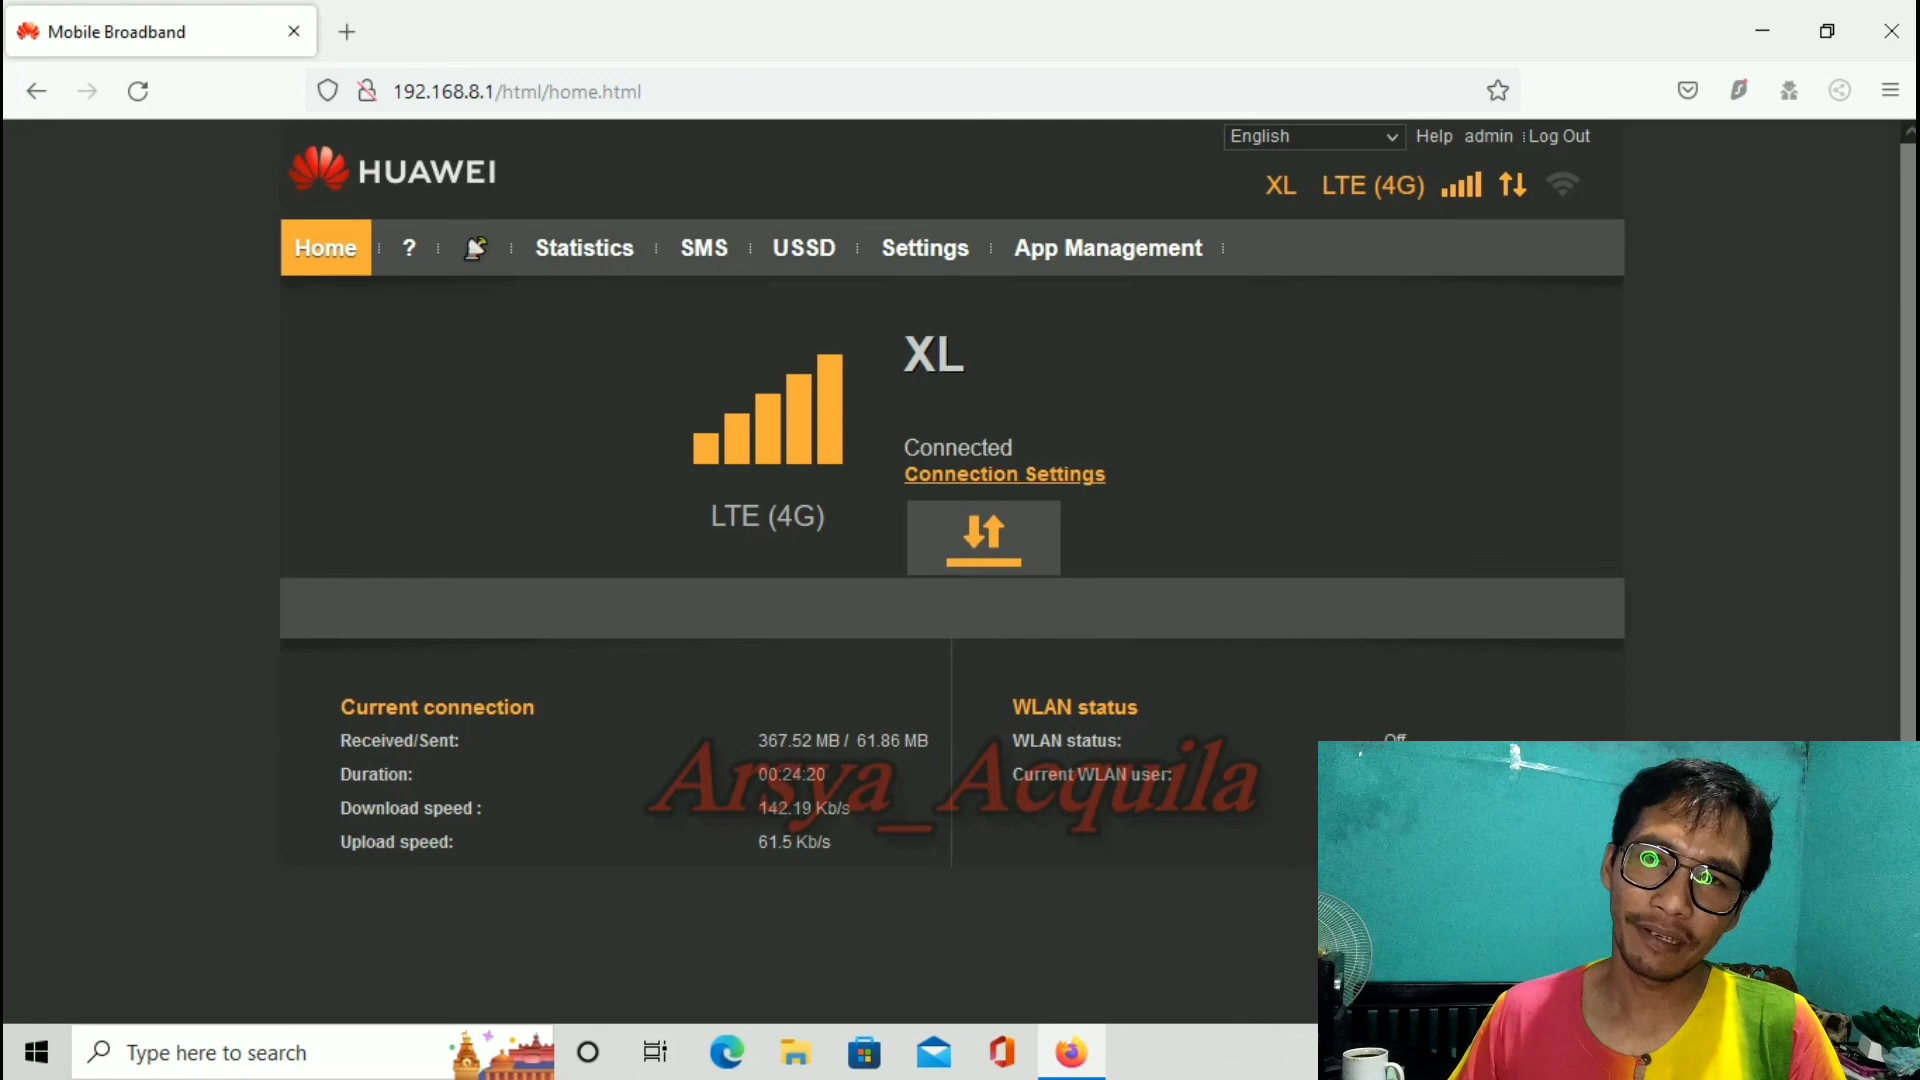 Mobile Broadband
192.168.8.1/html/home.html
English
Help
admin
Log Out
HUAWEI
XL
LTE (4G)
Home
?
Statistics
SMS
USSD
Settings
App Management
XL
Connected
Connection Settings
LTE (4G)
Current connection
Received/Sent: 367.52 MB / 61.86 MB
Duration: 00:24:20
Download speed : 142.19 Kb/s
Upload speed: 61.5 Kb/s
WLAN status
WLAN status: Off
Current WLAN user:
Arsya_Acquila
Type here to search